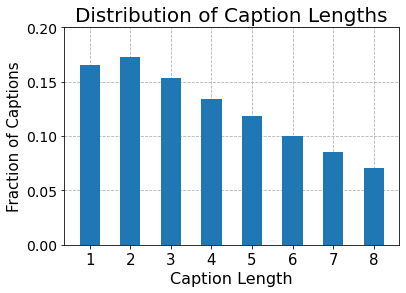 Distribution of Caption Lengths
0.20
0.15
0.10
0.05
0.00
Fraction of Captions
1 2 3 4 5 6 7 8
Caption Length